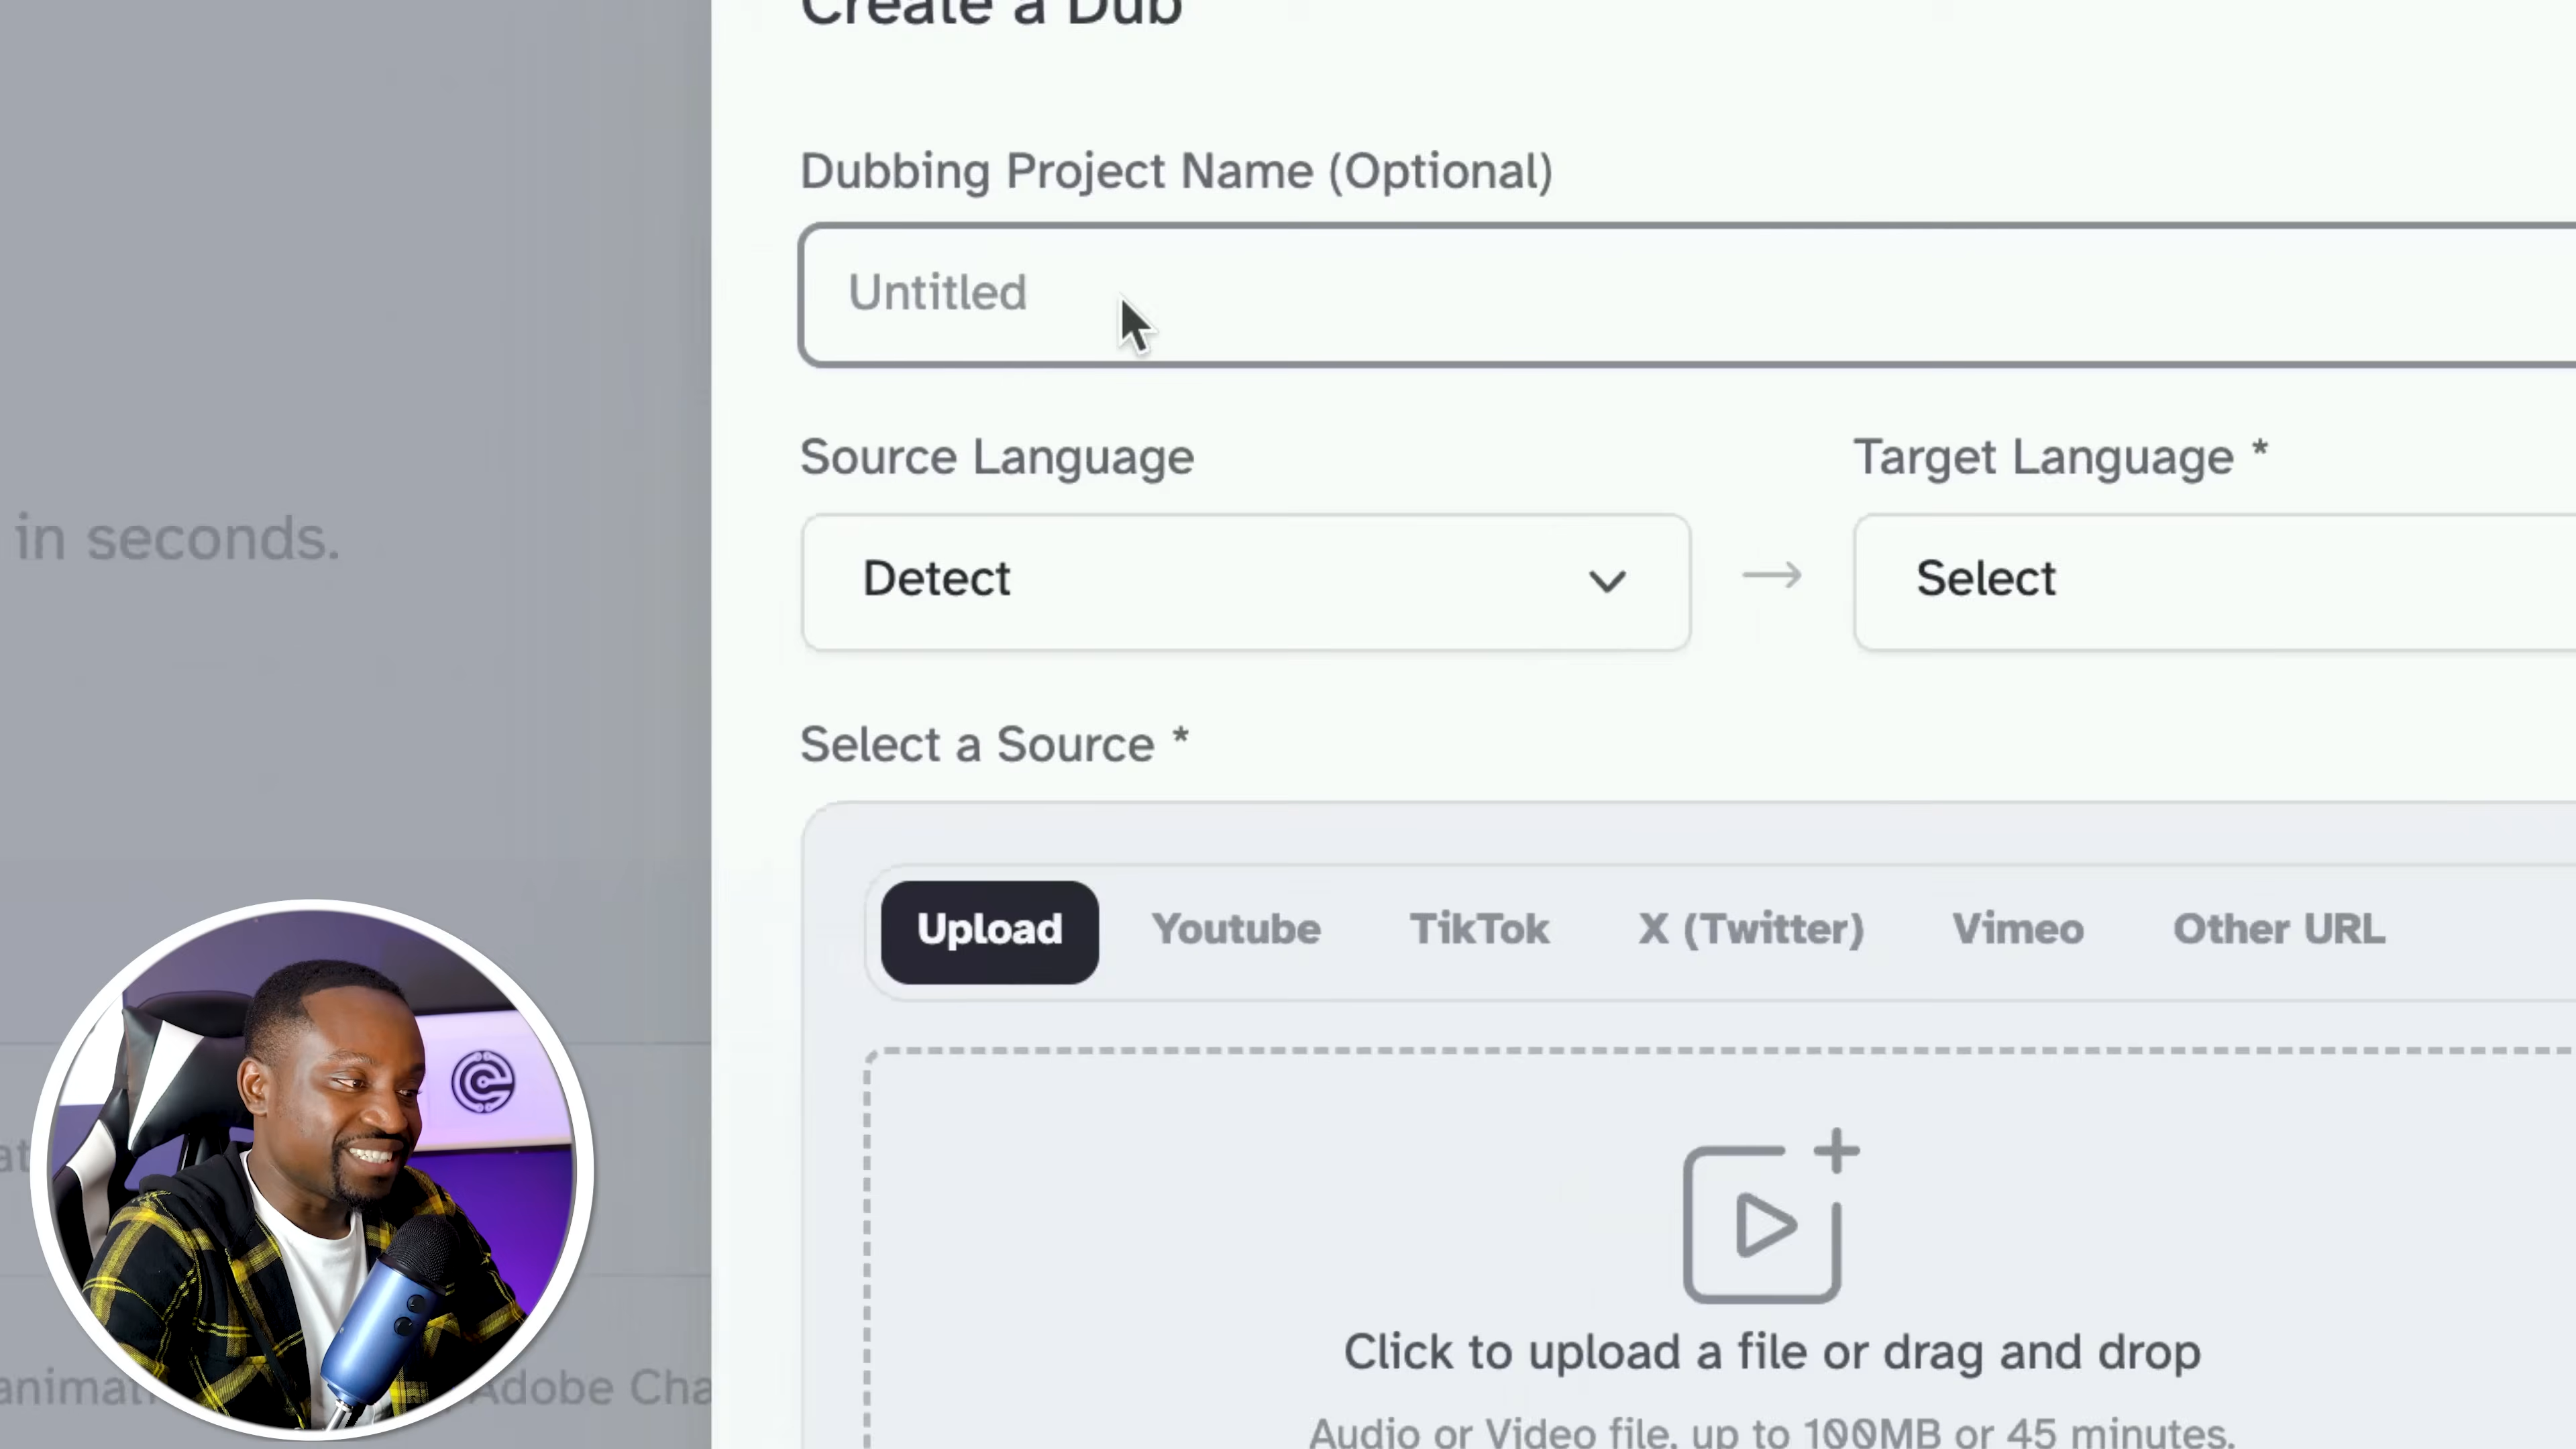 Create a Dub
Dubbing Project Name (Optional)
Untitled
Source Language
Target Language *
in seconds.
Detect
Select
Select a Source *
Upload Youtube TikTok X (Twitter) Vimeo Other URL
Click to upload a file or drag and drop
Adobe
Audio or Video file, up to 100MB or 45 minutes.